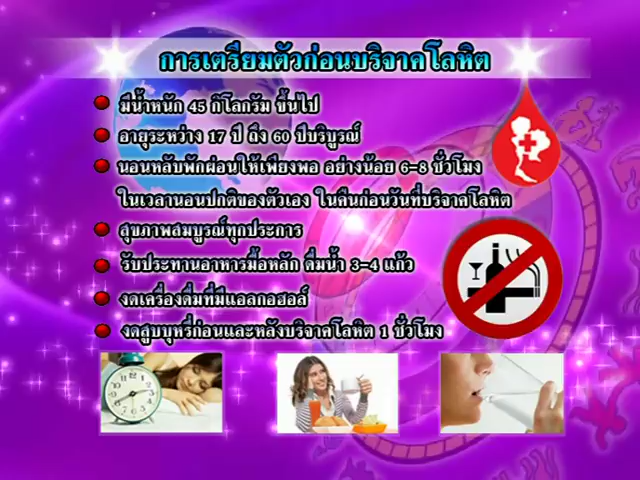 การเตรียมตัวก่อนบริจาคโลหิต
มีน้ำหนัก 45 กิโลกรัม ขึ้นไป
อายุระหว่าง 17 ปี ถึง 60 ปีบริบูรณ์
นอนหลับพักผ่อนให้เพียงพอ อย่างน้อย 6-8 ชั่วโมง
ในเวลานอนปกติของตัวเอง ในคืนก่อนวันที่บริจาคโลหิต
สุขภาพสมบูรณ์ทุกประการ
รับประทานอาหารมื้อหลัก ดื่มน้ำ 3-4 แก้ว
งดเครื่องดื่มที่มีแอลกอฮอล์
งดสูบบุหรี่ก่อนและหลังบริจาคโลหิต 1 ชั่วโมง